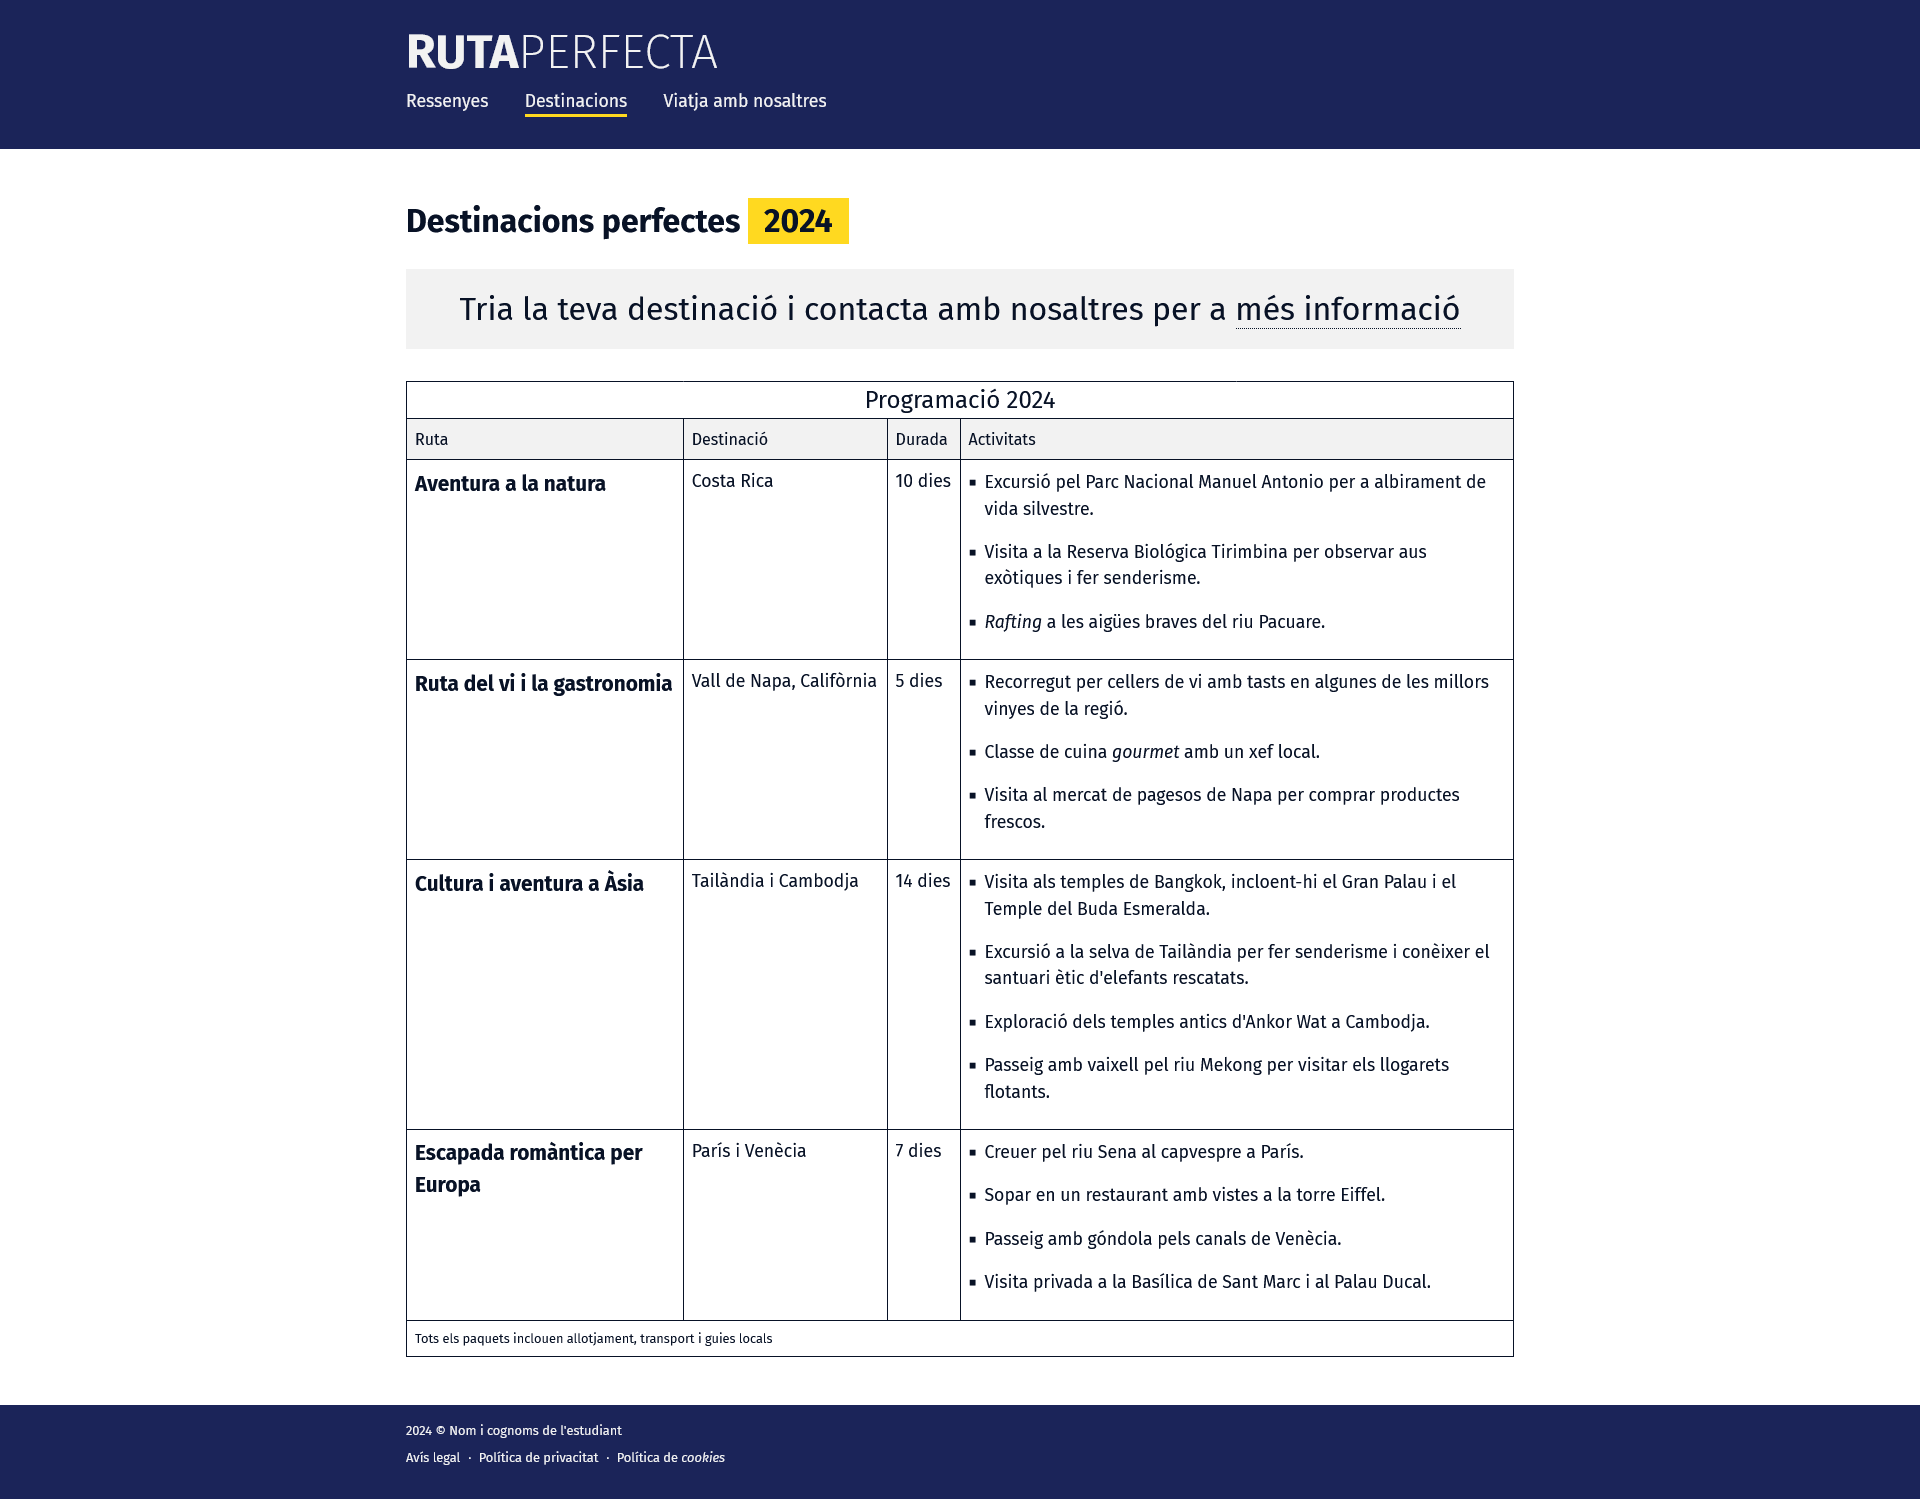 RUTAPERFECTA
Ressenyes Destinacions Viatja amb nosaltres
Destinacions perfectes 2024
Tria la teva destinació i contacta amb nosaltres per a més informació
Programació 2024
Ruta Destinació Durada Activitats
Aventura a la natura Costa Rica 10 dies
▪ Excursió pel Parc Nacional Manuel Antonio per a albirament de
vida silvestre.
▪ Visita a la Reserva Biológica Tirimbina per observar aus
exòtiques i fer senderisme.
▪ Rafting a les aigües braves del riu Pacuare.
Ruta del vi i la gastronomia Vall de Napa, Califòrnia 5 dies
▪ Recorregut per cellers de vi amb tasts en algunes de les millors
vinyes de la regió.
▪ Classe de cuina gourmet amb un xef local.
▪ Visita al mercat de pagesos de Napa per comprar productes
frescos.
Cultura i aventura a Àsia Tailàndia i Cambodja 14 dies
▪ Visita als temples de Bangkok, incloent-hi el Gran Palau i el
Temple del Buda Esmeralda.
▪ Excursió a la selva de Tailàndia per fer senderisme i conèixer el
santuari ètic d'elefants rescatats.
▪ Exploració dels temples antics d'Ankor Wat a Cambodja.
▪ Passeig amb vaixell pel riu Mekong per visitar els llogarets
flotants.
Escapada romàntica per
Europa
París i Venècia 7 dies
▪ Creuer pel riu Sena al capvespre a París.
▪ Sopar en un restaurant amb vistes a la torre Eiffel.
▪ Passeig amb góndola pels canals de Venècia.
▪ Visita privada a la Basílica de Sant Marc i al Palau Ducal.
Tots els paquets inclouen allotjament, transport i guies locals
2024 © Nom i cognoms de l'estudiant
Avís legal · Política de privacitat · Política de cookies